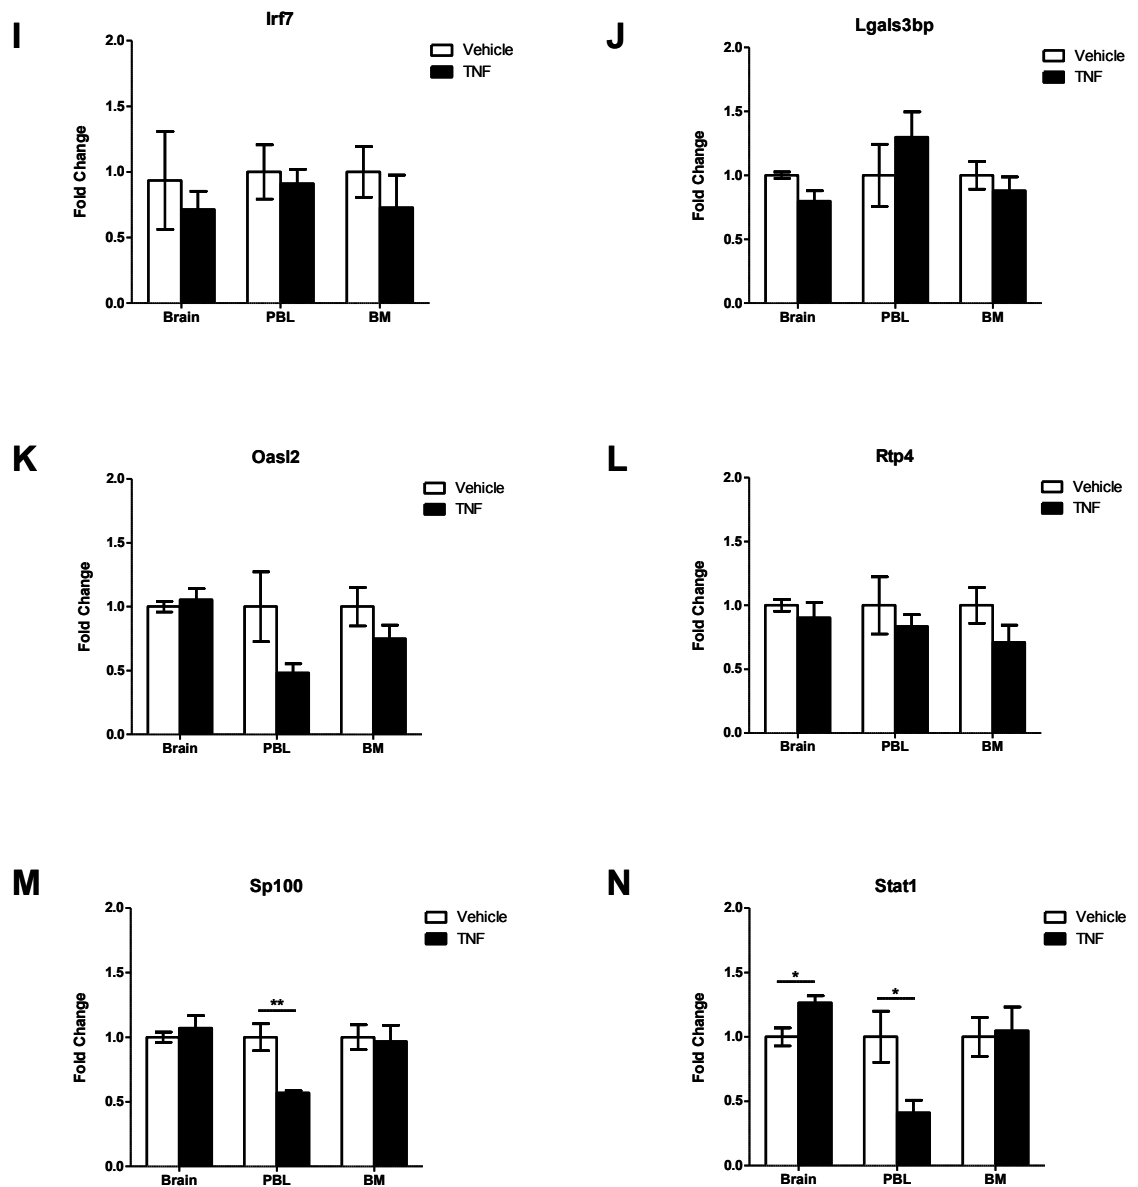 I
Irf7
Vehicle
TNF
Fold Change
2.0
1.5
1.0
0.5
0.0
Brain PBL BM
J
Lgals3bp
Vehicle
TNF
Fold Change
2.0
1.5
1.0
0.5
0.0
Brain PBL BM
K
Oasl2
Vehicle
TNF
Fold Change
2.0
1.5
1.0
0.5
0.0
Brain PBL BM
L
Rtp4
Vehicle
TNF
Fold Change
2.0
1.5
1.0
0.5
0.0
Brain PBL BM
M
Sp100
Vehicle
TNF
Fold Change
2.0
1.5
1.0
0.5
0.0
**
Brain PBL BM
N
Stat1
Vehicle
TNF
Fold Change
2.0
1.5
1.0
0.5
0.0
* *
Brain PBL BM